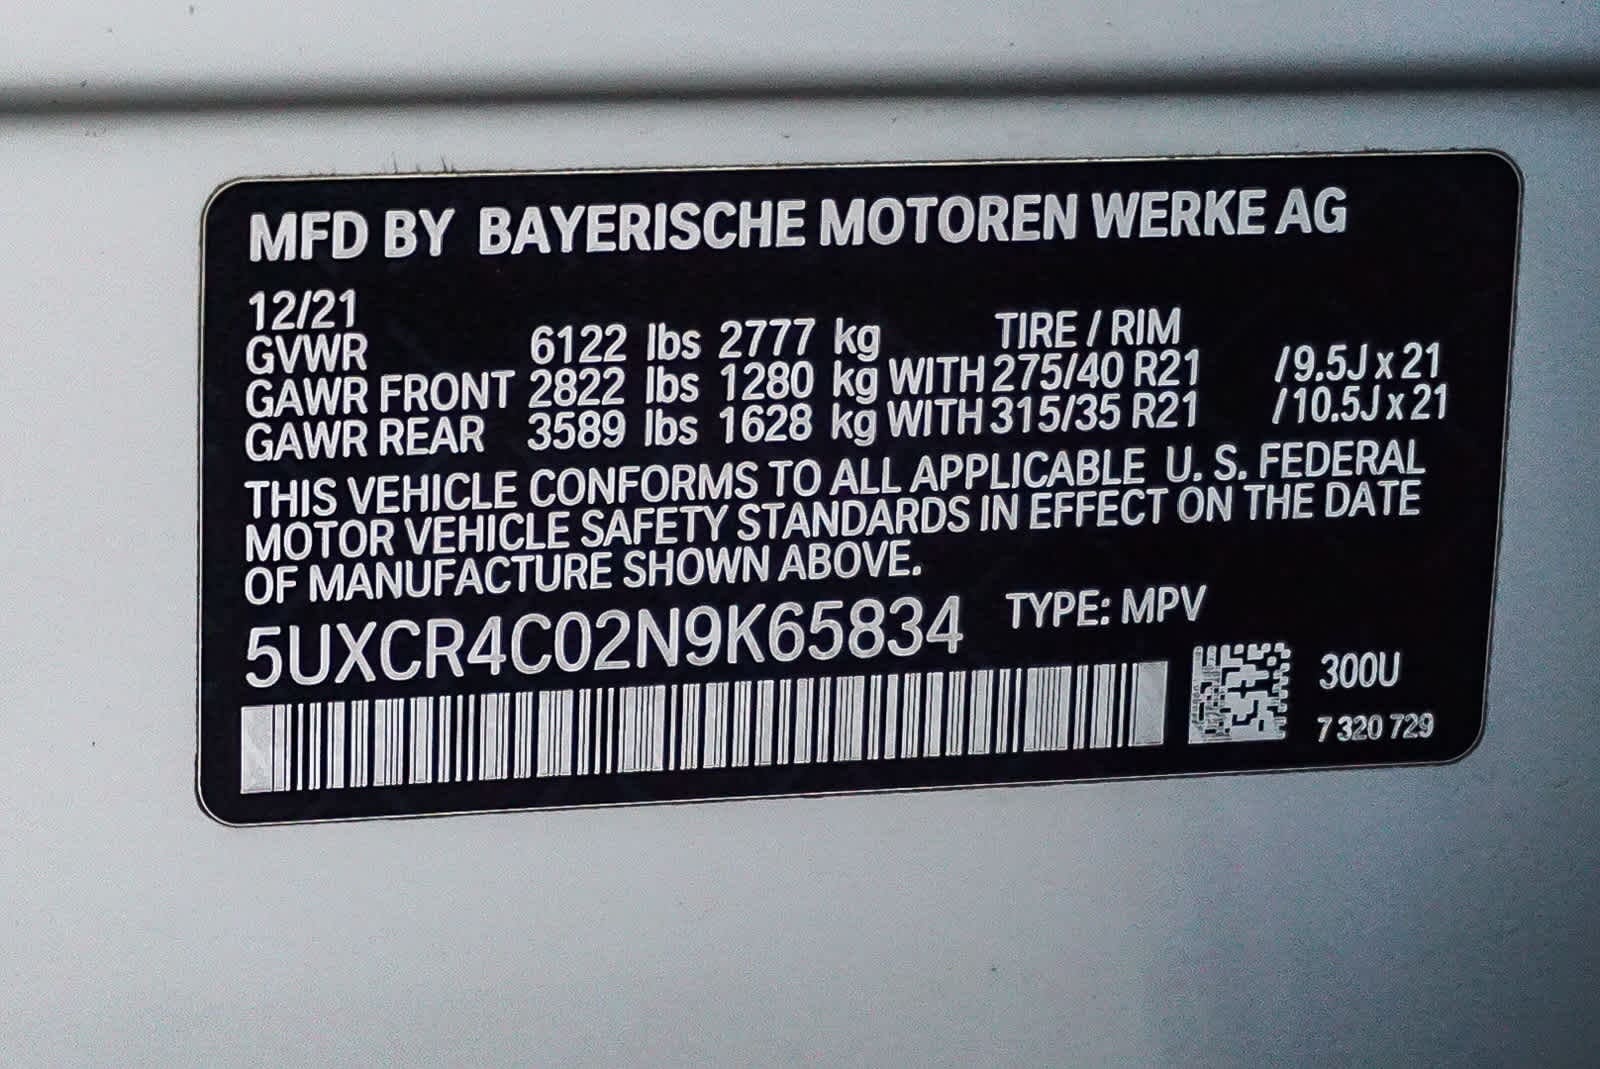 MFD BY BAYERISCHE MOTOREN WERKE AG
12/21
GVWR 6122 lbs 2777 kg TIRE / RIM
GAWR FRONT 2822 lbs 1280 kg WITH 275/40 R21 /9.5J x 21
GAWR REAR 3589 lbs 1628 kg WITH 315/35 R21 /10.5J x 21
THIS VEHICLE CONFORMS TO ALL APPLICABLE U. S. FEDERAL
MOTOR VEHICLE SAFETY STANDARDS IN EFFECT ON THE DATE
OF MANUFACTURE SHOWN ABOVE.
5UXCR4C02N9K65834 TYPE: MPV
300U
7 320 729